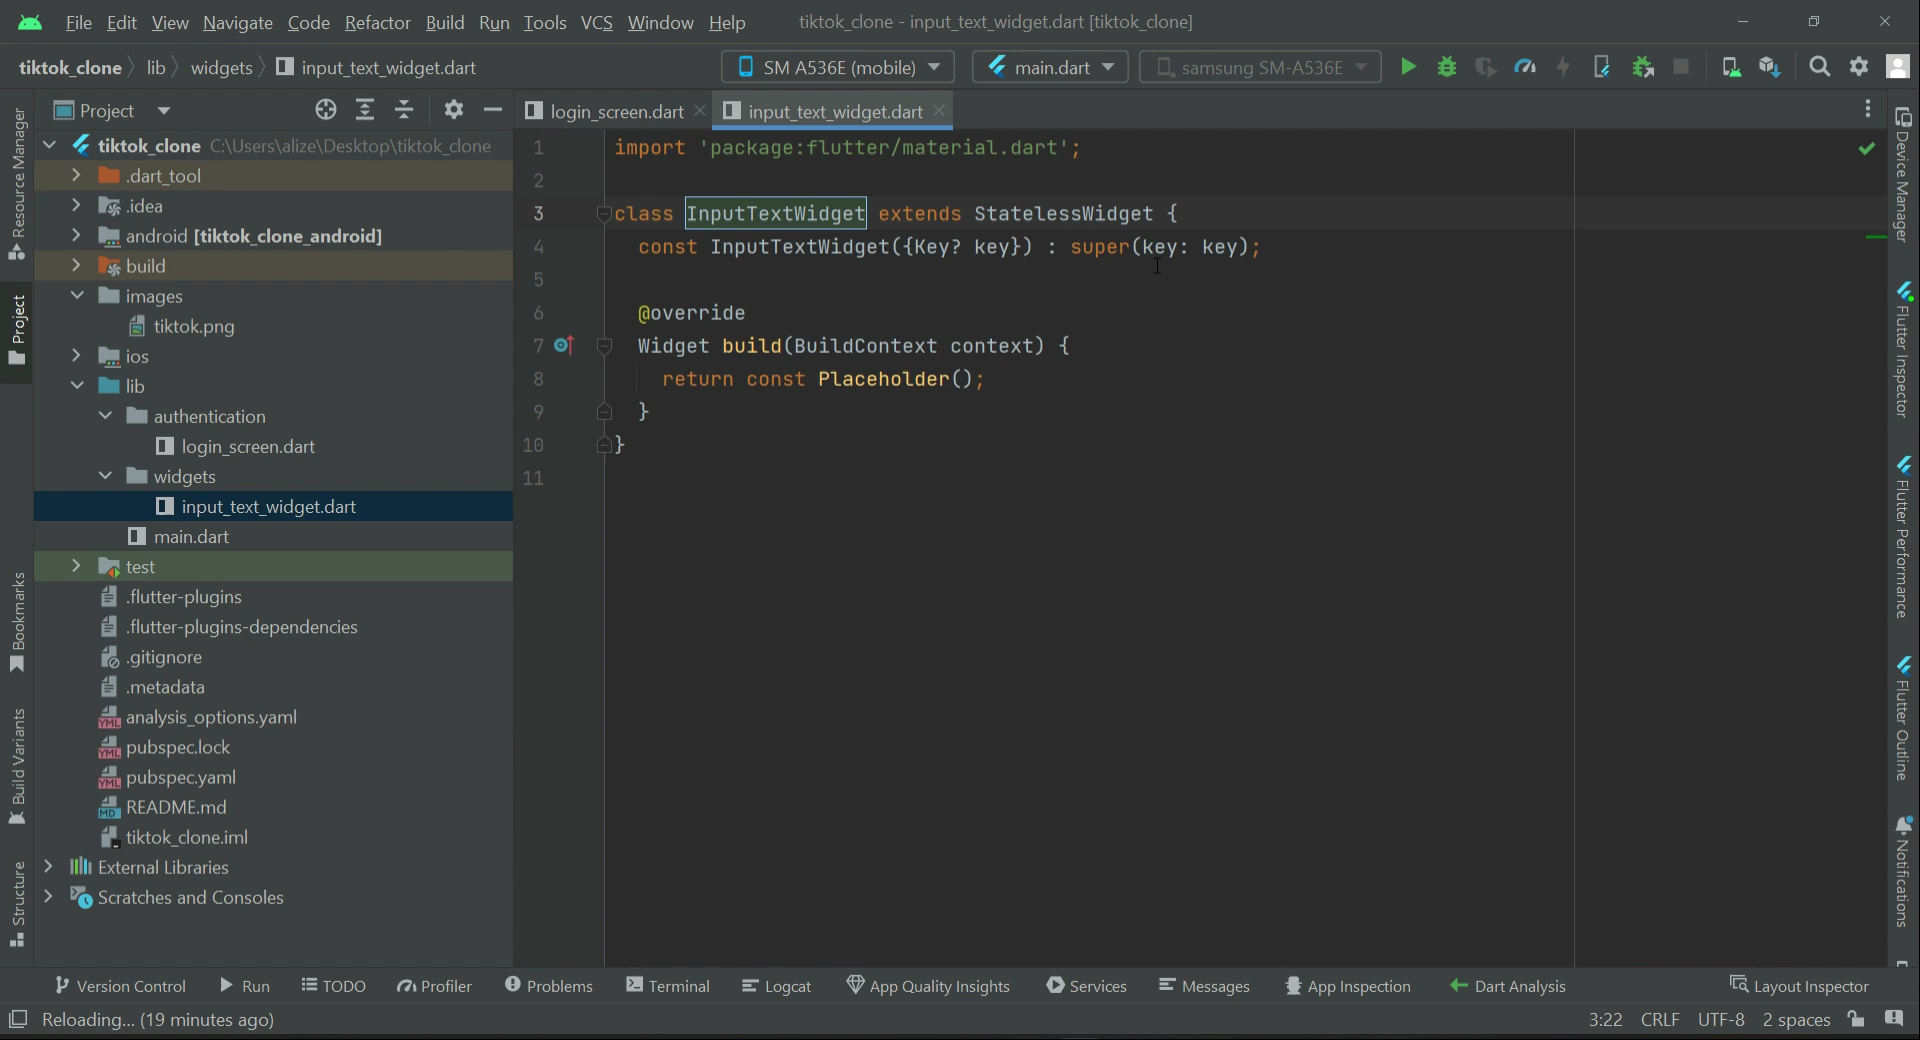 File Edit View Navigate Code Refactor Build Run Tools VCS Window Help tiktok_clone - input_text_widget.dart [tiktok_clone]
tiktok_clone lib widgets input_text_widget.dart SM A536E (mobile) main.dart samsung SM-A536E
Project
login_screen.dart input_text_widget.dart
Resource Manager
Project
Bookmarks
Build Variants
Structure
tiktok_clone C:\Users\alize\Desktop\tiktok_clone
.dart_tool
.idea
android [tiktok_clone_android]
build
images
tiktok.png
ios
lib
authentication
login_screen.dart
widgets
input_text_widget.dart
main.dart
test
.flutter-plugins
.flutter-plugins-dependencies
.gitignore
.metadata
analysis_options.yaml
pubspec.lock
pubspec.yaml
README.md
tiktok_clone.iml
External Libraries
Scratches and Consoles
1 import 'package:flutter/material.dart';
2
3 class InputTextWidget extends StatelessWidget {
4 const InputTextWidget({Key? key}) : super(key: key);
5
6 @override
7 Widget build(BuildContext context) {
8 return const Placeholder();
9 }
10 }
11
Device Manager
Flutter Inspector
Flutter Performance
Flutter Outline
Notifications
Version Control Run TODO Profiler Problems Terminal Logcat App Quality Insights Services Messages App Inspection Dart Analysis Layout Inspector
Reloading... (19 minutes ago) 3:22 CRLF UTF-8 2 spaces